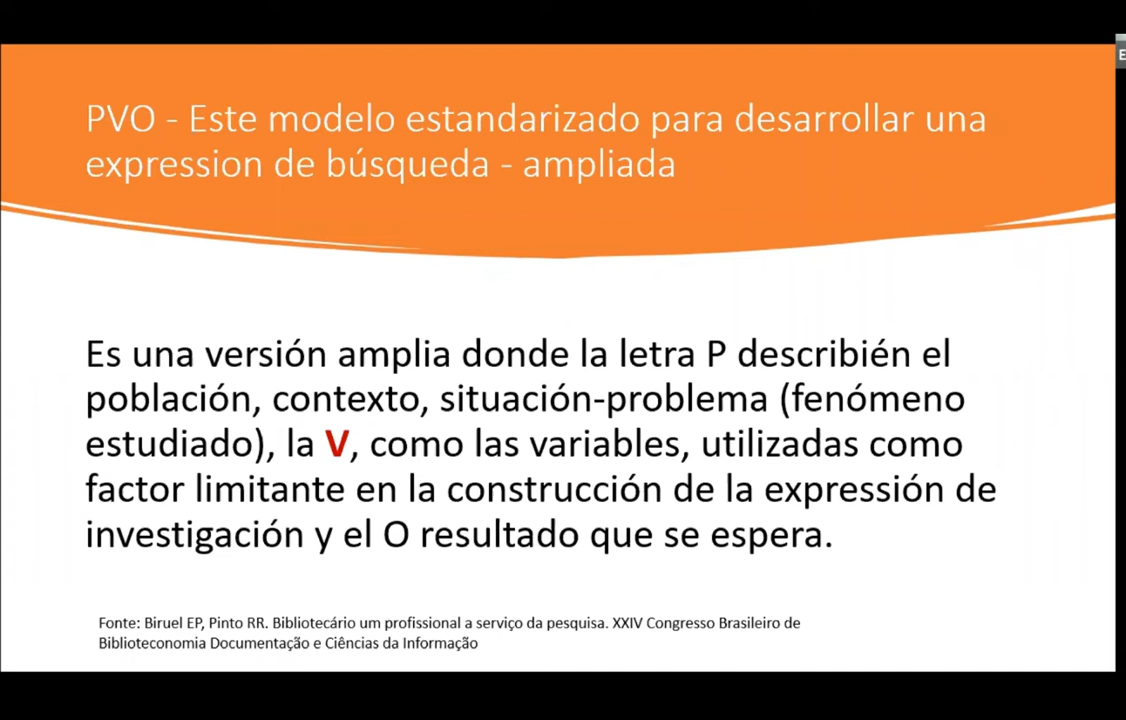 PVO - Este modelo estandarizado para desarrollar una
expression de búsqueda - ampliada
E
Es una versión amplia donde la letra P describién el
población, contexto, situación-problema (fenómeno
estudiado), la V, como las variables, utilizadas como
factor limitante en la construcción de la expresión de
investigación y el O resultado que se espera.
Fonte: Biruel EP, Pinto RR. Bibliotecário um profissional a serviço da pesquisa. XXIV Congresso Brasileiro de
Biblioteconomia Documentação e Ciências da Informação